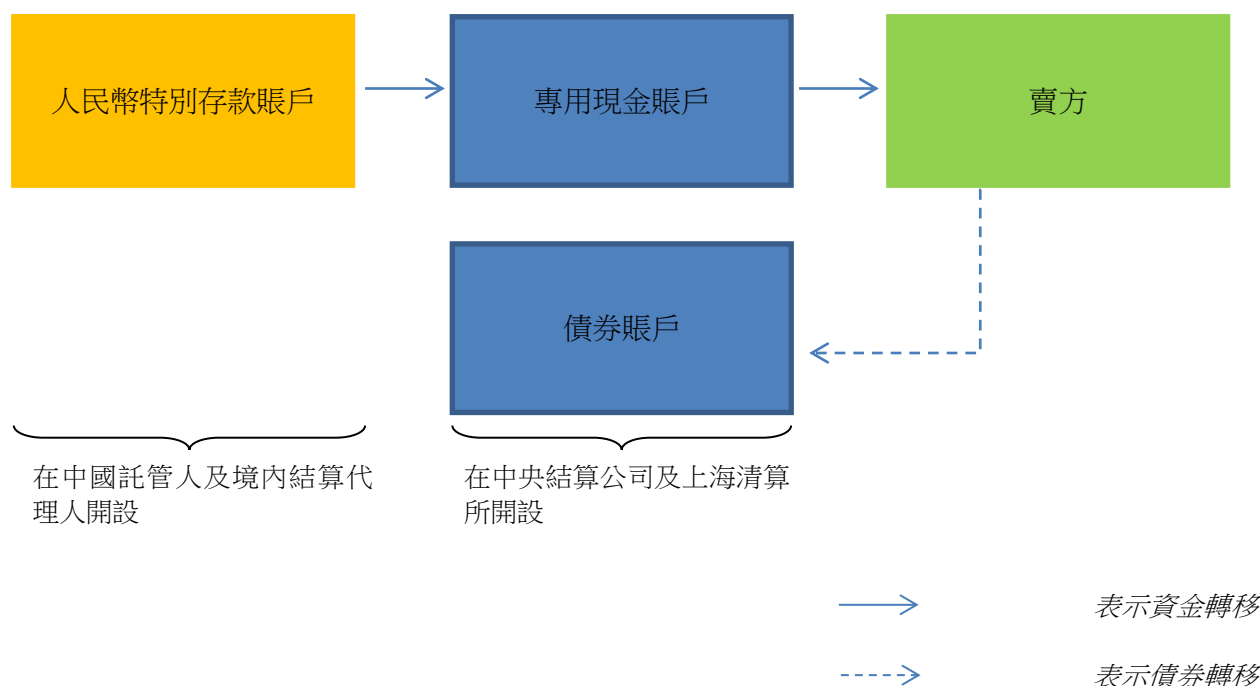 人民幣特別存款賬戶
專用現金賬戶
賣方
債券賬戶
在中國託管人及境內結算代
理人開設
在中央結算公司及上海清算
所開設
表示資金轉移
表示債券轉移